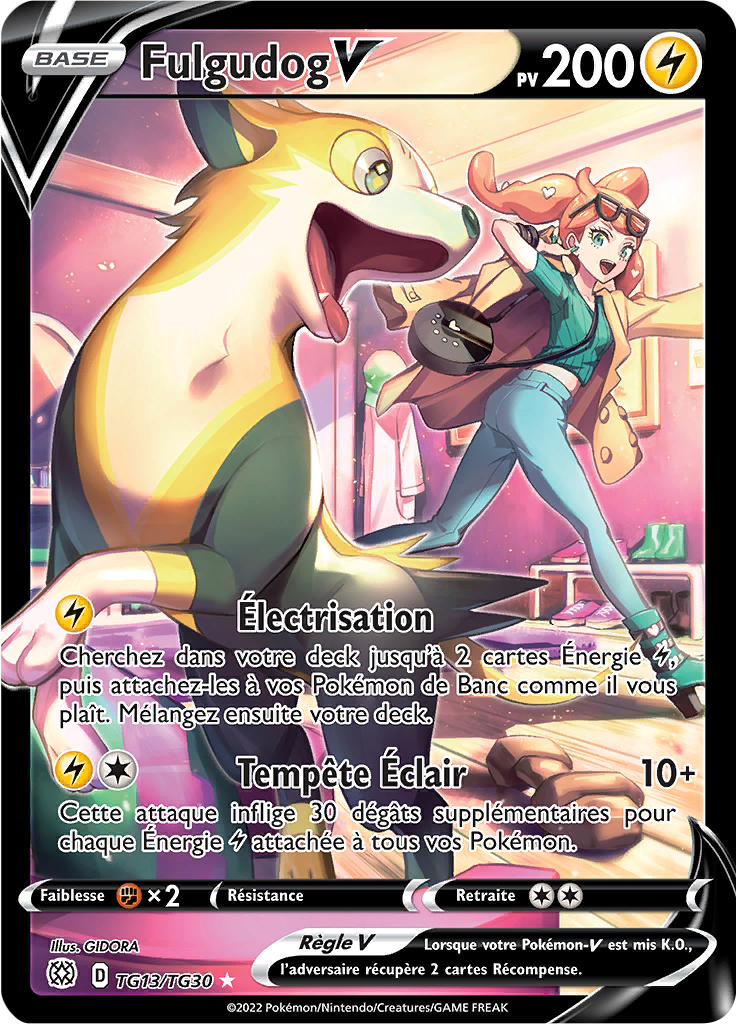 BASE Fulgudog V PV 200
Électrisation
Cherchez dans votre deck jusqu'à 2 cartes Énergie ,
puis attachez-les à vos Pokémon de Banc comme il vous
plaît. Mélangez ensuite votre deck.
Tempête Éclair 10+
Cette attaque inflige 30 dégâts supplémentaires pour
chaque Énergie attachée à tous vos Pokémon.
Faiblesse ×2 Résistance Retraite
Illus. GIDORA
Règle V Lorsque votre Pokémon-V est mis K.O.,
l'adversaire récupère 2 cartes Récompense.
D TG13/TG30
©2022 Pokémon/Nintendo/Creatures/GAME FREAK